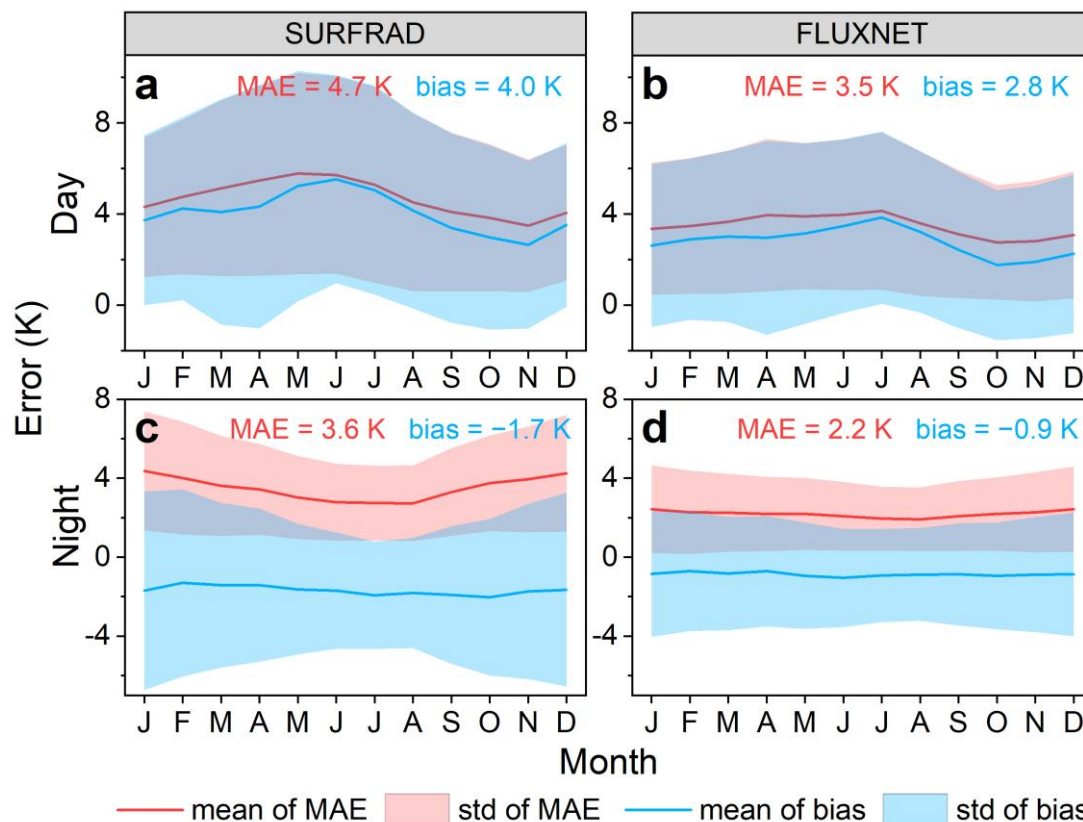 SURFRAD
FLUXNET
a
MAE = 4.7 K bias = 4.0 K
b
MAE = 3.5 K bias = 2.8 K
Day
8
4
0
J F M A M J J A S O N D
J F M A M J J A S O N D
Error (K)
c
MAE = 3.6 K bias = −1.7 K
d
MAE = 2.2 K bias = −0.9 K
Night
8
4
0
-4
J F M A M J J A S O N D
J F M A M J J A S O N D
Month
mean of MAE std of MAE mean of bias std of bias